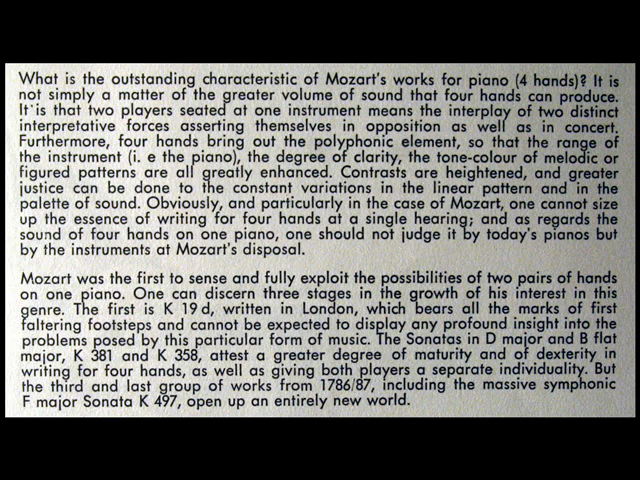 What is the outstanding characteristic of Mozart's works for piano (4 hands)? It is
not simply a matter of the greater volume of sound that four hands can produce.
It is that two players seated at one instrument means the interplay of two distinct
interpretative forces asserting themselves in opposition as well as in concert.
Furthermore, four hands bring out the polyphonic element, so that the range of
the instrument (i. e the piano), the degree of clarity, the tone-colour of melodic or
figured patterns are all greatly enhanced. Contrasts are heightened, and greater
justice can be done to the constant variations in the linear pattern and in the
palette of sound. Obviously, and particularly in the case of Mozart, one cannot size
up the essence of writing for four hands at a single hearing; and as regards the
sound of four hands on one piano, one should not judge it by today's pianos but
by the instruments at Mozart's disposal.
Mozart was the first to sense and fully exploit the possibilities of two pairs of hands
on one piano. One can discern three stages in the growth of his interest in this
genre. The first is K 19 d, written in London, which bears all the marks of first
faltering footsteps and cannot be expected to display any profound insight into the
problems posed by this particular form of music. The Sonatas in D major and B flat
major, K 381 and K 358, attest a greater degree of maturity and of dexterity in
writing for four hands, as well as giving both players a separate individuality. But
the third and last group of works from 1786/87, including the massive symphonic
F major Sonata K 497, open up an entirely new world.